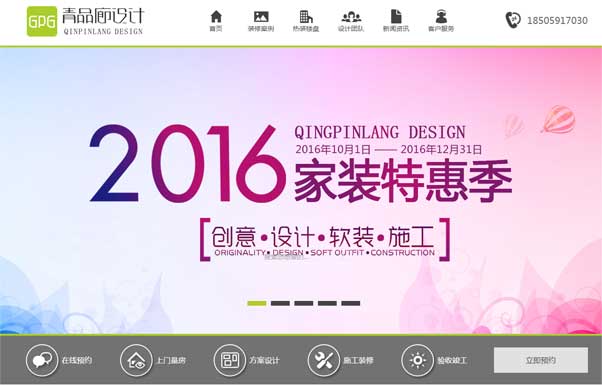 GPG 青品廊设计
QINPINLANG DESIGN
首页 装修案例 热装楼盘 设计团队 新闻资讯 客户服务
18505917030
2016
QINGPINLANG DESIGN
2016年10月1日 —— 2016年12月31日
家装特惠季
[创意•设计•软装•施工]
ORIGINALITY•DESIGN•SOFT OUTFIT•CONSTRUCTION
在线预约 上门量房 方案设计 施工装修 验收竣工 立即预约